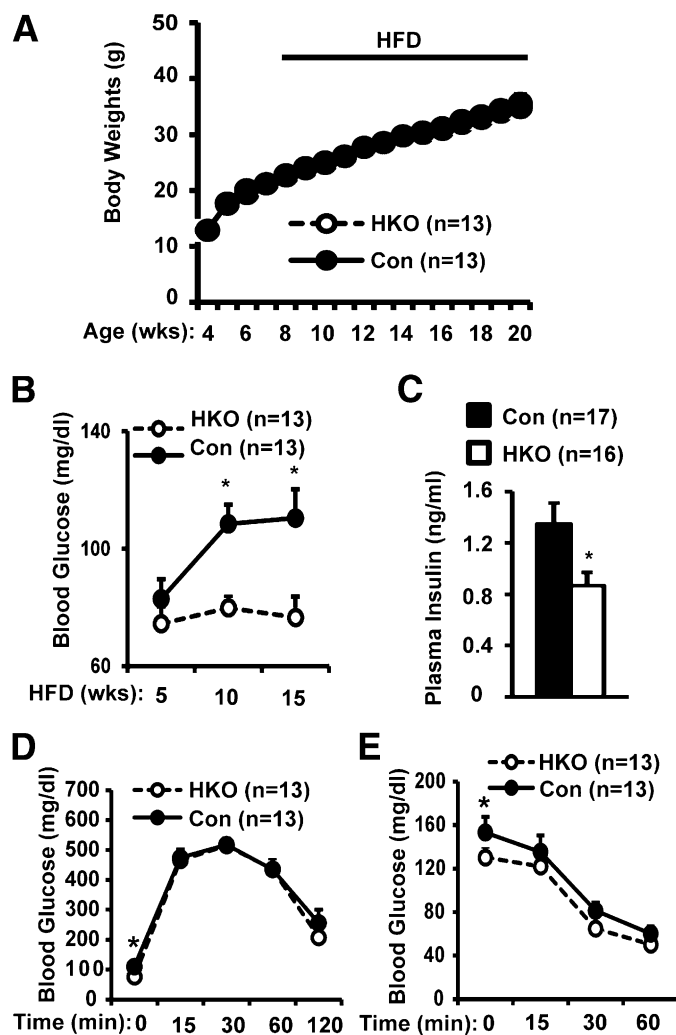 A
Body Weights (g)
50
40
30
20
10
0
HFD
HKO (n=13)
Con (n=13)
Age (wks): 4 6 8 10 12 14 16 18 20
B
Blood Glucose (mg/dl)
HKO (n=13)
Con (n=13)
140
100
60
*
*
HFD (wks): 5 10 15
C
Con (n=17)
HKO (n=16)
Plasma Insulin (ng/ml)
1.6
1.2
0.8
0.4
0
*
D
Blood Glucose (mg/dl)
HKO (n=13)
Con (n=13)
700
600
500
400
300
200
100
0
*
Time (min): 0 15 30 60 120
E
Blood Glucose (mg/dl)
HKO (n=13)
Con (n=13)
200
160
120
80
40
0
*
Time (min): 0 15 30 60